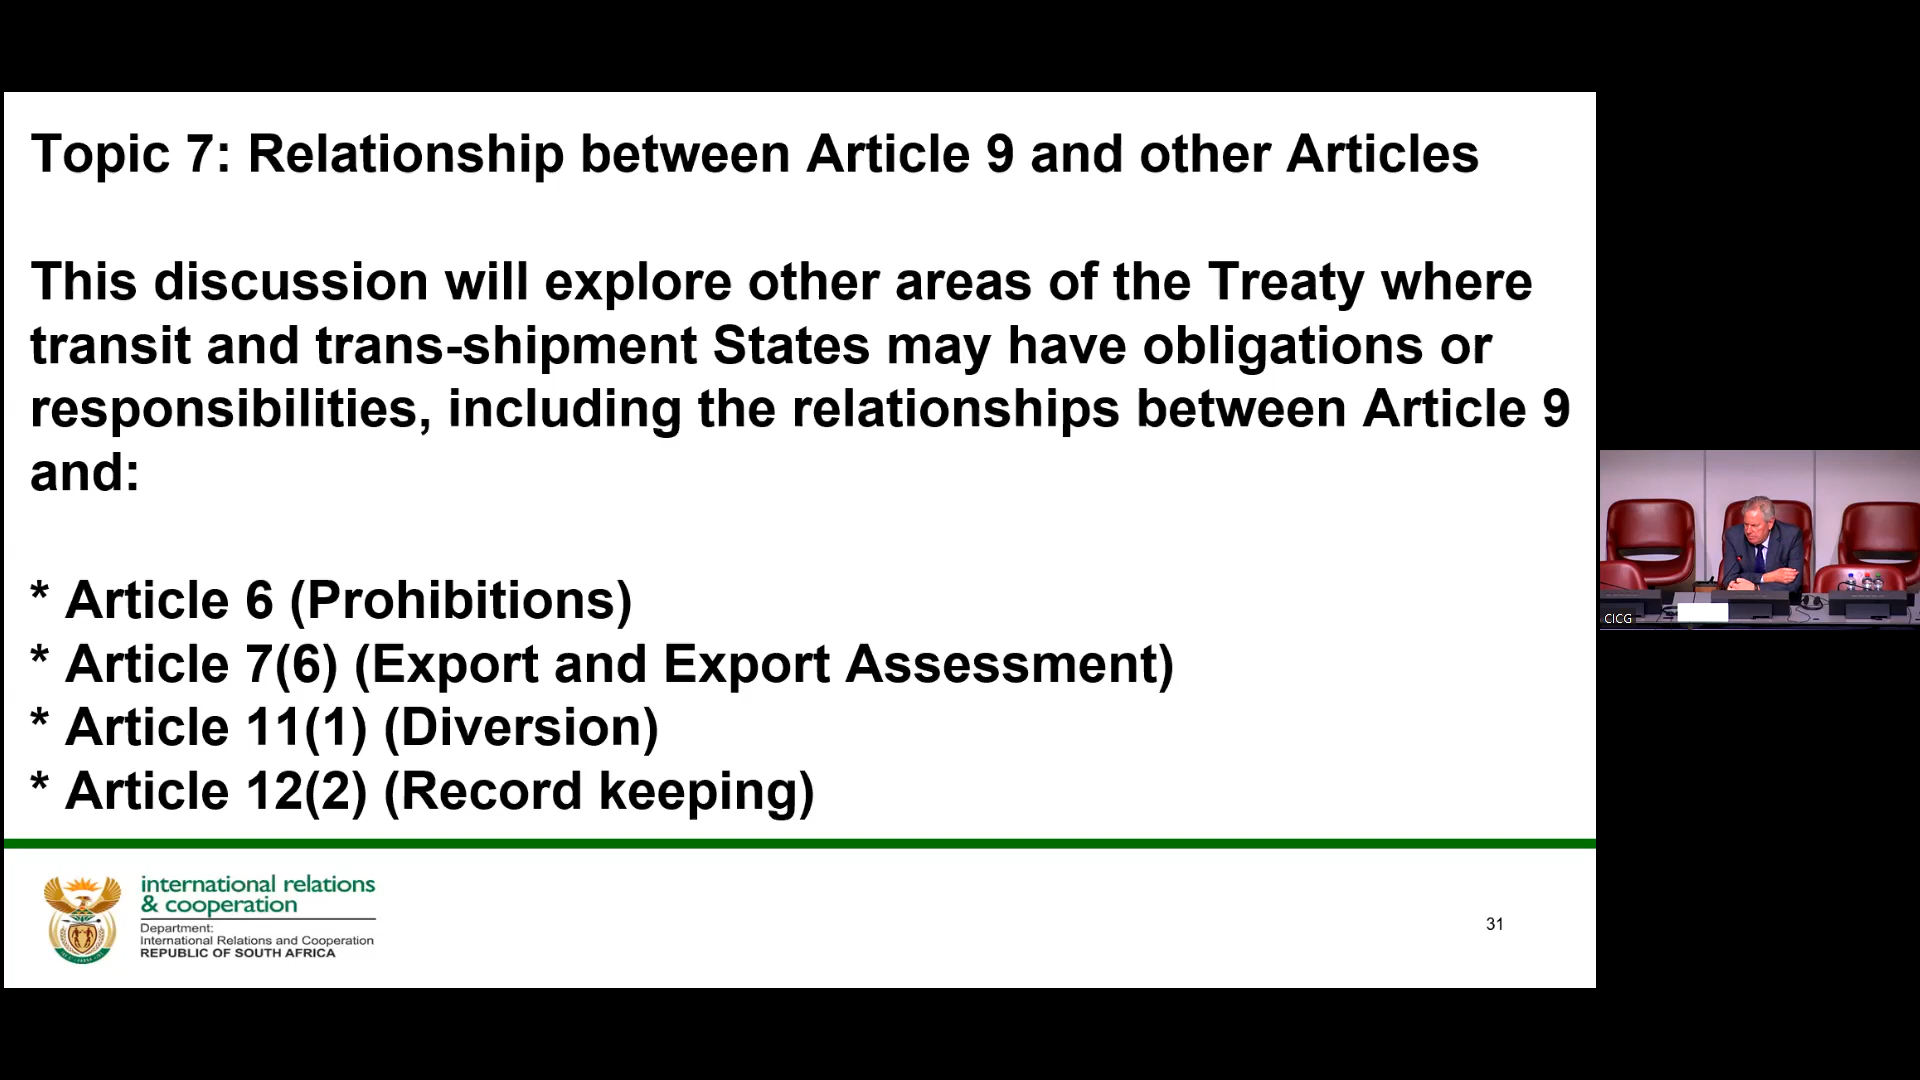 Topic 7: Relationship between Article 9 and other Articles
This discussion will explore other areas of the Treaty where
transit and trans-shipment States may have obligations or
responsibilities, including the relationships between Article 9
and:
* Article 6 (Prohibitions)
* Article 7(6) (Export and Export Assessment)
* Article 11(1) (Diversion)
* Article 12(2) (Record keeping)
international relations
& cooperation
Department:
International Relations and Cooperation
REPUBLIC OF SOUTH AFRICA
31
CICG